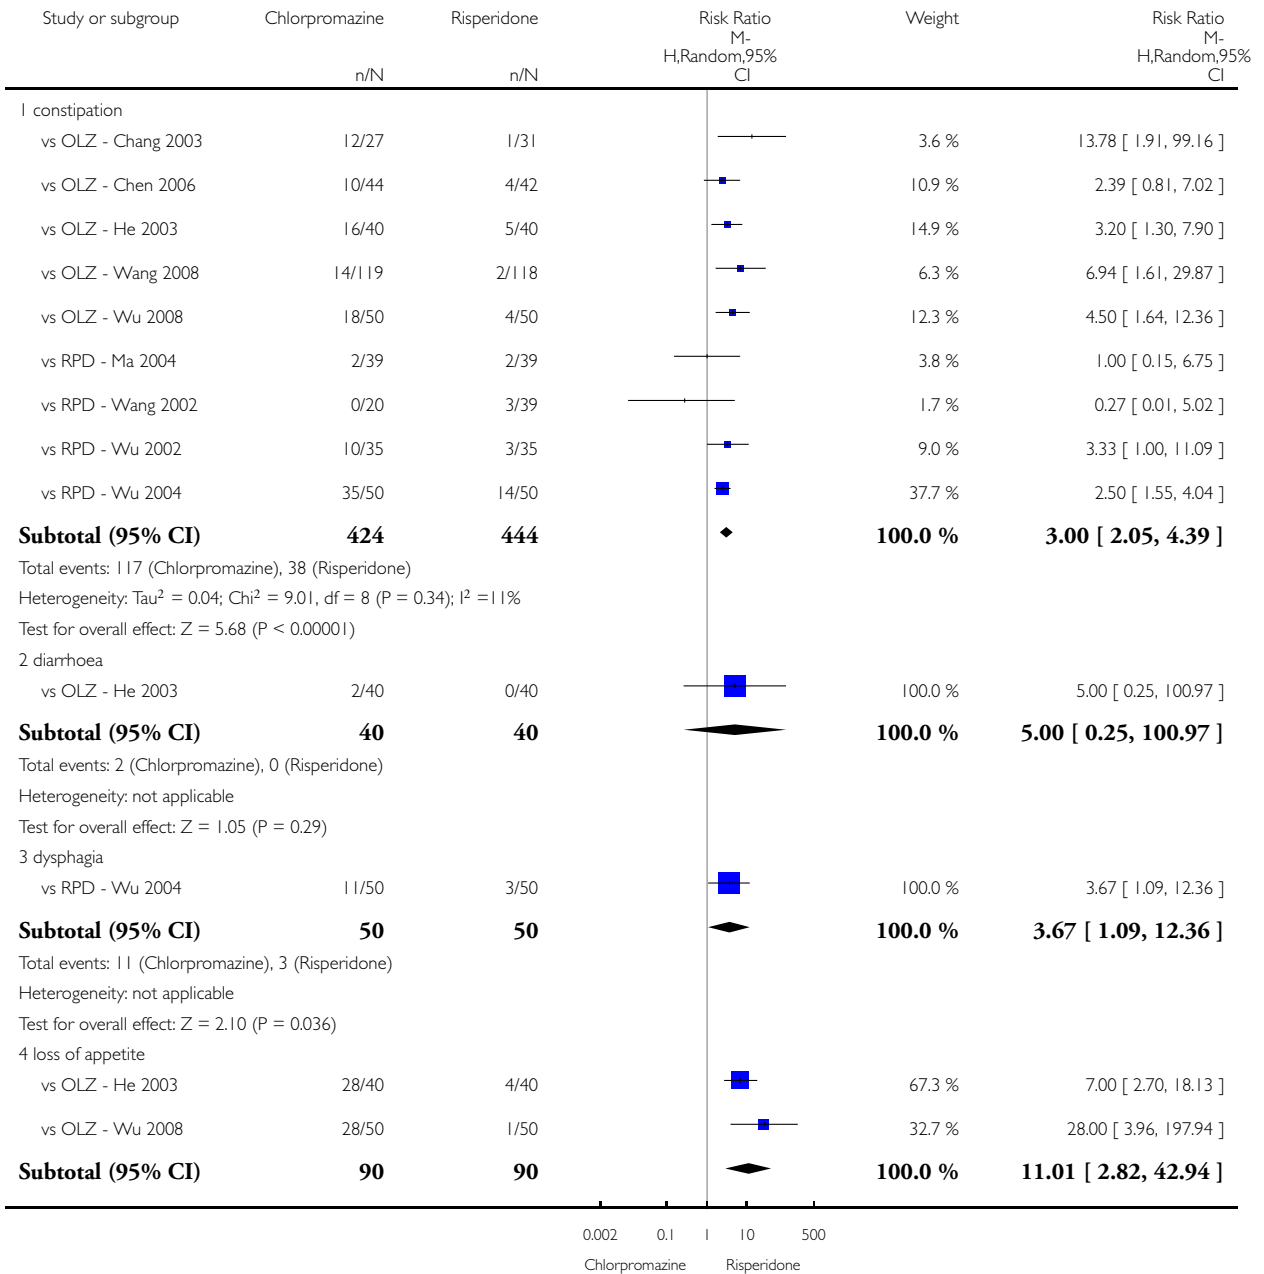 Study or subgroup Chlorpromazine Risperidone Risk Ratio Weight Risk Ratio
M- M-
H,Random,95% H,Random,95%
n/N n/N CI CI
1 constipation
vs OLZ - Chang 2003 12/27 1/31 3.6 % 13.78 [ 1.91, 99.16 ]
vs OLZ - Chen 2006 10/44 4/42 10.9 % 2.39 [ 0.81, 7.02 ]
vs OLZ - He 2003 16/40 5/40 14.9 % 3.20 [ 1.30, 7.90 ]
vs OLZ - Wang 2008 14/119 2/118 6.3 % 6.94 [ 1.61, 29.87 ]
vs OLZ - Wu 2008 18/50 4/50 12.3 % 4.50 [ 1.64, 12.36 ]
vs RPD - Ma 2004 2/39 2/39 3.8 % 1.00 [ 0.15, 6.75 ]
vs RPD - Wang 2002 0/20 3/39 1.7 % 0.27 [ 0.01, 5.02 ]
vs RPD - Wu 2002 10/35 3/35 9.0 % 3.33 [ 1.00, 11.09 ]
vs RPD - Wu 2004 35/50 14/50 37.7 % 2.50 [ 1.55, 4.04 ]
Subtotal (95% CI) 424 444 100.0 % 3.00 [ 2.05, 4.39 ]
Total events: 117 (Chlorpromazine), 38 (Risperidone)
Heterogeneity: Tau² = 0.04; Chi² = 9.01, df = 8 (P = 0.34); I² =11%
Test for overall effect: Z = 5.68 (P < 0.00001)
2 diarrhoea
vs OLZ - He 2003 2/40 0/40 100.0 % 5.00 [ 0.25, 100.97 ]
Subtotal (95% CI) 40 40 100.0 % 5.00 [ 0.25, 100.97 ]
Total events: 2 (Chlorpromazine), 0 (Risperidone)
Heterogeneity: not applicable
Test for overall effect: Z = 1.05 (P = 0.29)
3 dysphagia
vs RPD - Wu 2004 11/50 3/50 100.0 % 3.67 [ 1.09, 12.36 ]
Subtotal (95% CI) 50 50 100.0 % 3.67 [ 1.09, 12.36 ]
Total events: 11 (Chlorpromazine), 3 (Risperidone)
Heterogeneity: not applicable
Test for overall effect: Z = 2.10 (P = 0.036)
4 loss of appetite
vs OLZ - He 2003 28/40 4/40 67.3 % 7.00 [ 2.70, 18.13 ]
vs OLZ - Wu 2008 28/50 1/50 32.7 % 28.00 [ 3.96, 197.94 ]
Subtotal (95% CI) 90 90 100.0 % 11.01 [ 2.82, 42.94 ]
0.002 0.1 1 10 500
Chlorpromazine Risperidone